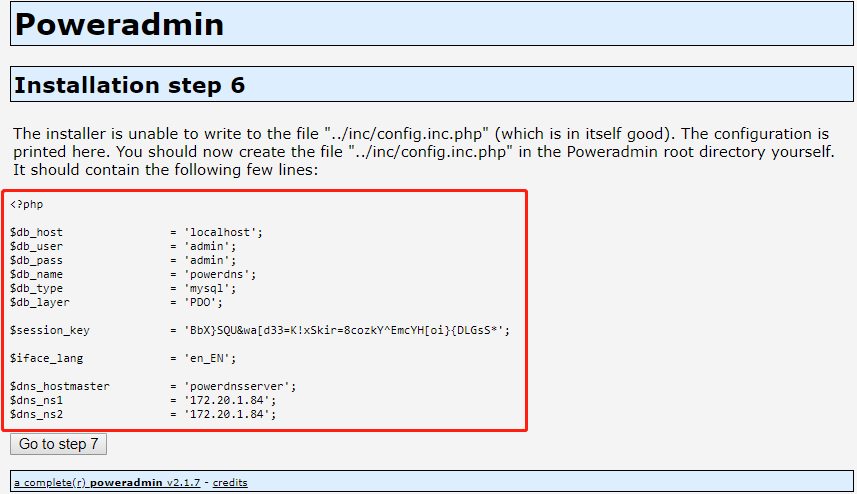 Poweradmin
Installation step 6
The installer is unable to write to the file "../inc/config.inc.php" (which is in itself good). The configuration is
printed here. You should now create the file "../inc/config.inc.php" in the Poweradmin root directory yourself.
It should contain the following few lines:
<?php
$db_host = 'localhost';
$db_user = 'admin';
$db_pass = 'admin';
$db_name = 'powerdns';
$db_type = 'mysql';
$db_layer = 'PDO';
$session_key = 'BbX}SQU&wa[d33=K!xSkir=8cozkY^EmcYH[oi}{DLGsS*';
$iface_lang = 'en_EN';
$dns_hostmaster = 'powerdnsserver';
$dns_ns1 = '172.20.1.84';
$dns_ns2 = '172.20.1.84';
Go to step 7
a complete(r) poweradmin v2.1.7 - credits